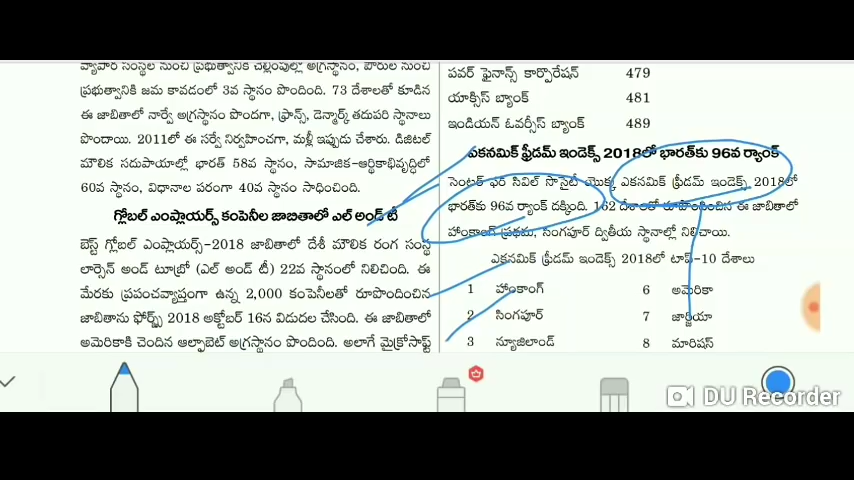 వ్యాపార సంస్థల నుంచి ప్రభుత్వానికి చెల్లింపుల్లో అగ్రస్థానం, పౌరుల నుంచి
ప్రభుత్వానికి జమ కావడంలో 3వ స్థానం పొందింది. 73 దేశాలతో కూడిన
ఈ జాబితాలో నార్వే అగ్రస్థానం పొందగా, ఫ్రాన్స్, డెన్మార్క్ తదుపరి స్థానాలు
పొందాయి. 2011లో ఈ సర్వే నిర్వహించగా, మళ్లీ ఇప్పుడు చేశారు. డిజిటల్
మౌలిక సదుపాయాల్లో భారత్ 58వ స్థానం, సామాజిక-ఆర్థికాభివృద్ధిలో
60వ స్థానం, విధానాల పరంగా 40వ స్థానం సాధించింది.
గ్లోబల్ ఎంప్లాయర్స్ కంపెనీల జాబితాలో ఎల్ అండ్ టీ
బెస్ట్ గ్లోబల్ ఎంప్లాయర్స్-2018 జాబితాలో దేశీ మౌలిక రంగ సంస్థ
లార్సెన్ అండ్ టూబ్రో (ఎల్ అండ్ టీ) 22వ స్థానంలో నిలిచింది. ఈ
మేరకు ప్రపంచవ్యాప్తంగా ఉన్న 2,000 కంపెనీలతో రూపొందించిన
జాబితాను ఫోర్బ్స్ 2018 అక్టోబర్ 16న విడుదల చేసింది. ఈ జాబితాలో
అమెరికాకి చెందిన ఆల్ఫాబెట్ అగ్రస్థానం పొందింది. అలాగే మైక్రోసాఫ్ట్
పవర్ ఫైనాన్స్ కార్పొరేషన్ 479
యాక్సిస్ బ్యాంక్ 481
ఇండియన్ ఓవర్సీస్ బ్యాంక్ 489
ఎకనమిక్ ఫ్రీడమ్ ఇండెక్స్ 2018లో భారత్‌కు 96వ ర్యాంక్
సెంటర్ ఫర్ సివిల్ సొసైటీ యొక్క ఎకనమిక్ ఫ్రీడమ్ ఇండెక్స్ 2018లో
భారత్‌కు 96వ ర్యాంక్ దక్కింది. 162 దేశాలతో రూపొందించిన ఈ జాబితాలో
హాంకాంగ్ ప్రథమ, సింగపూర్ ద్వితీయ స్థానాల్లో నిలిచాయి.
ఎకనమిక్ ఫ్రీడమ్ ఇండెక్స్ 2018లో టాప్-10 దేశాలు
1 హాంకాంగ్ 6 అమెరికా
2 సింగపూర్ 7 జార్జియా
3 న్యూజిలాండ్ 8 మారిషస్
DU Recorder